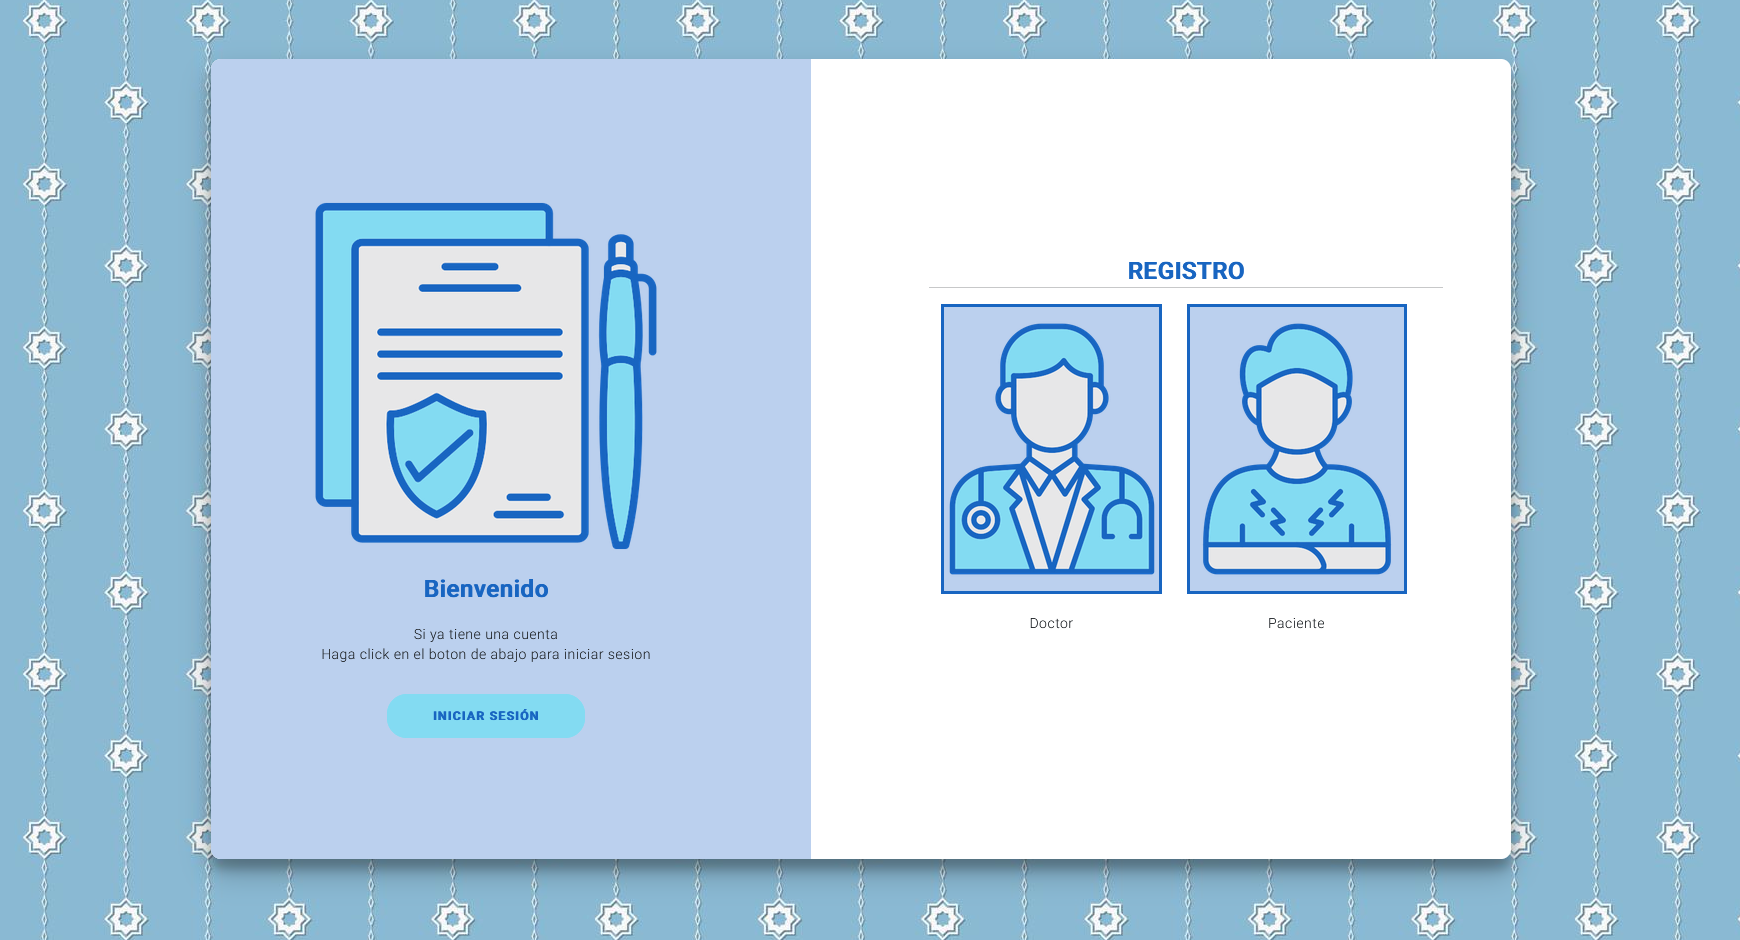 Bienvenido
Si ya tiene una cuenta
Haga click en el boton de abajo para iniciar sesion
INICIAR SESIÓN
REGISTRO
Doctor
Paciente